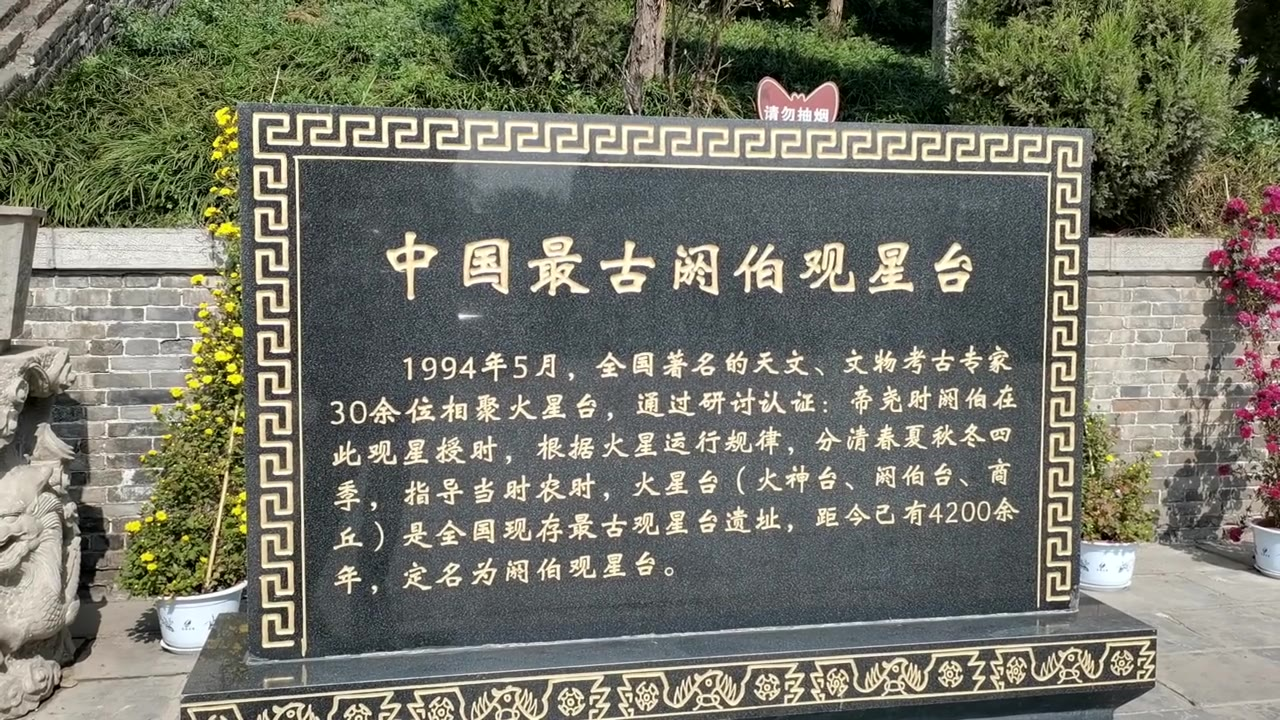 请勿抽烟
中国最古阏伯观星台
1994年5月，全国著名的天文、文物考古专家
30余位相聚火星台，通过研讨认证：帝尧时阏伯在
此观星授时，根据火星运行规律，分清春夏秋冬四
季，指导当时农时，火星台（火神台、阏伯台、商
丘）是全国现存最古观星台遗址，距今已有4200余
年，定名为阏伯观星台。